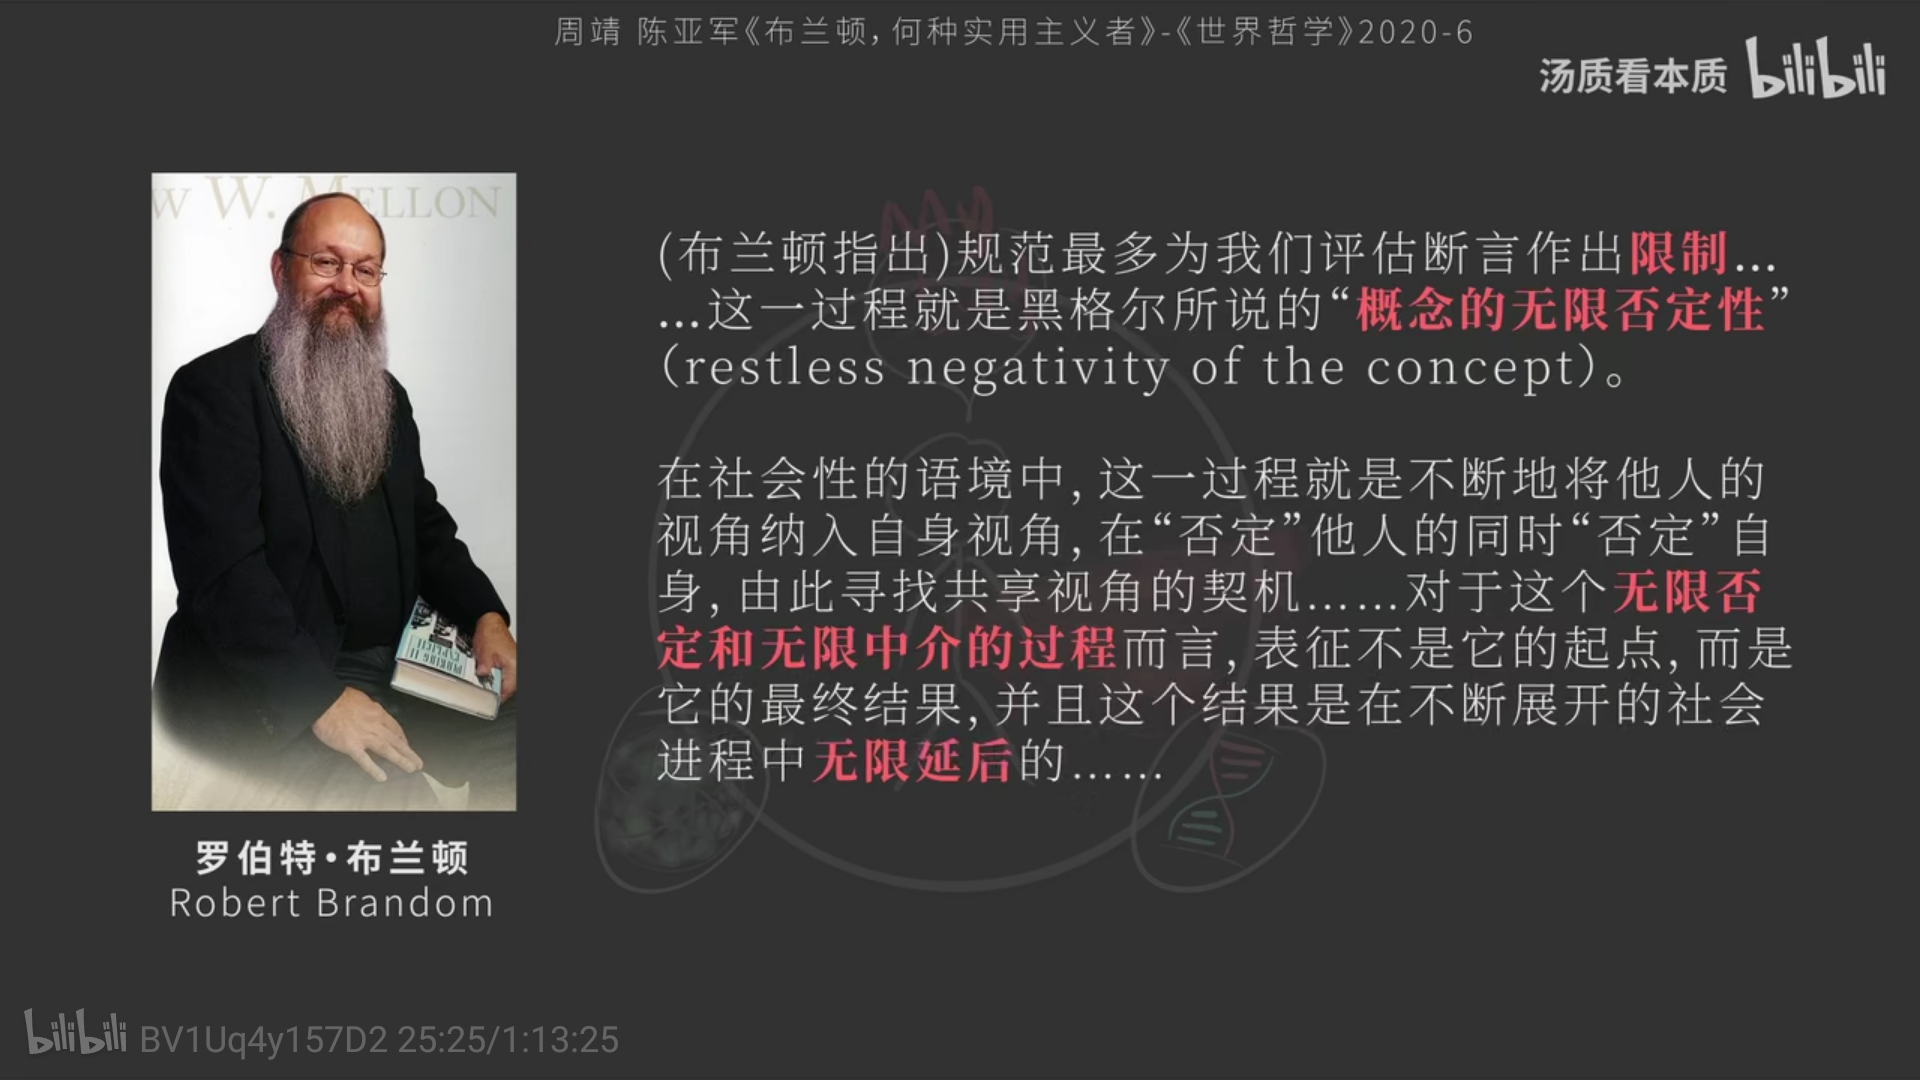 周靖 陈亚军《布兰顿，何种实用主义者》-《世界哲学》2020-6
汤质看本质 bilibili
W W. MELLON
(布兰顿指出)规范最多为我们评估断言作出限制…
…这一过程就是黑格尔所说的“概念的无限否定性”
（restless negativity of the concept）。
在社会性的语境中，这一过程就是不断地将他人的
视角纳入自身视角，在“否定”他人的同时“否定”自
身，由此寻找共享视角的契机……对于这个无限否
定和无限中介的过程而言，表征不是它的起点，而是
它的最终结果，并且这个结果是在不断展开的社会
进程中无限延后的……
罗伯特·布兰顿
Robert Brandom
bilibili BV1Uq4y157D2 25:25/1:13:25